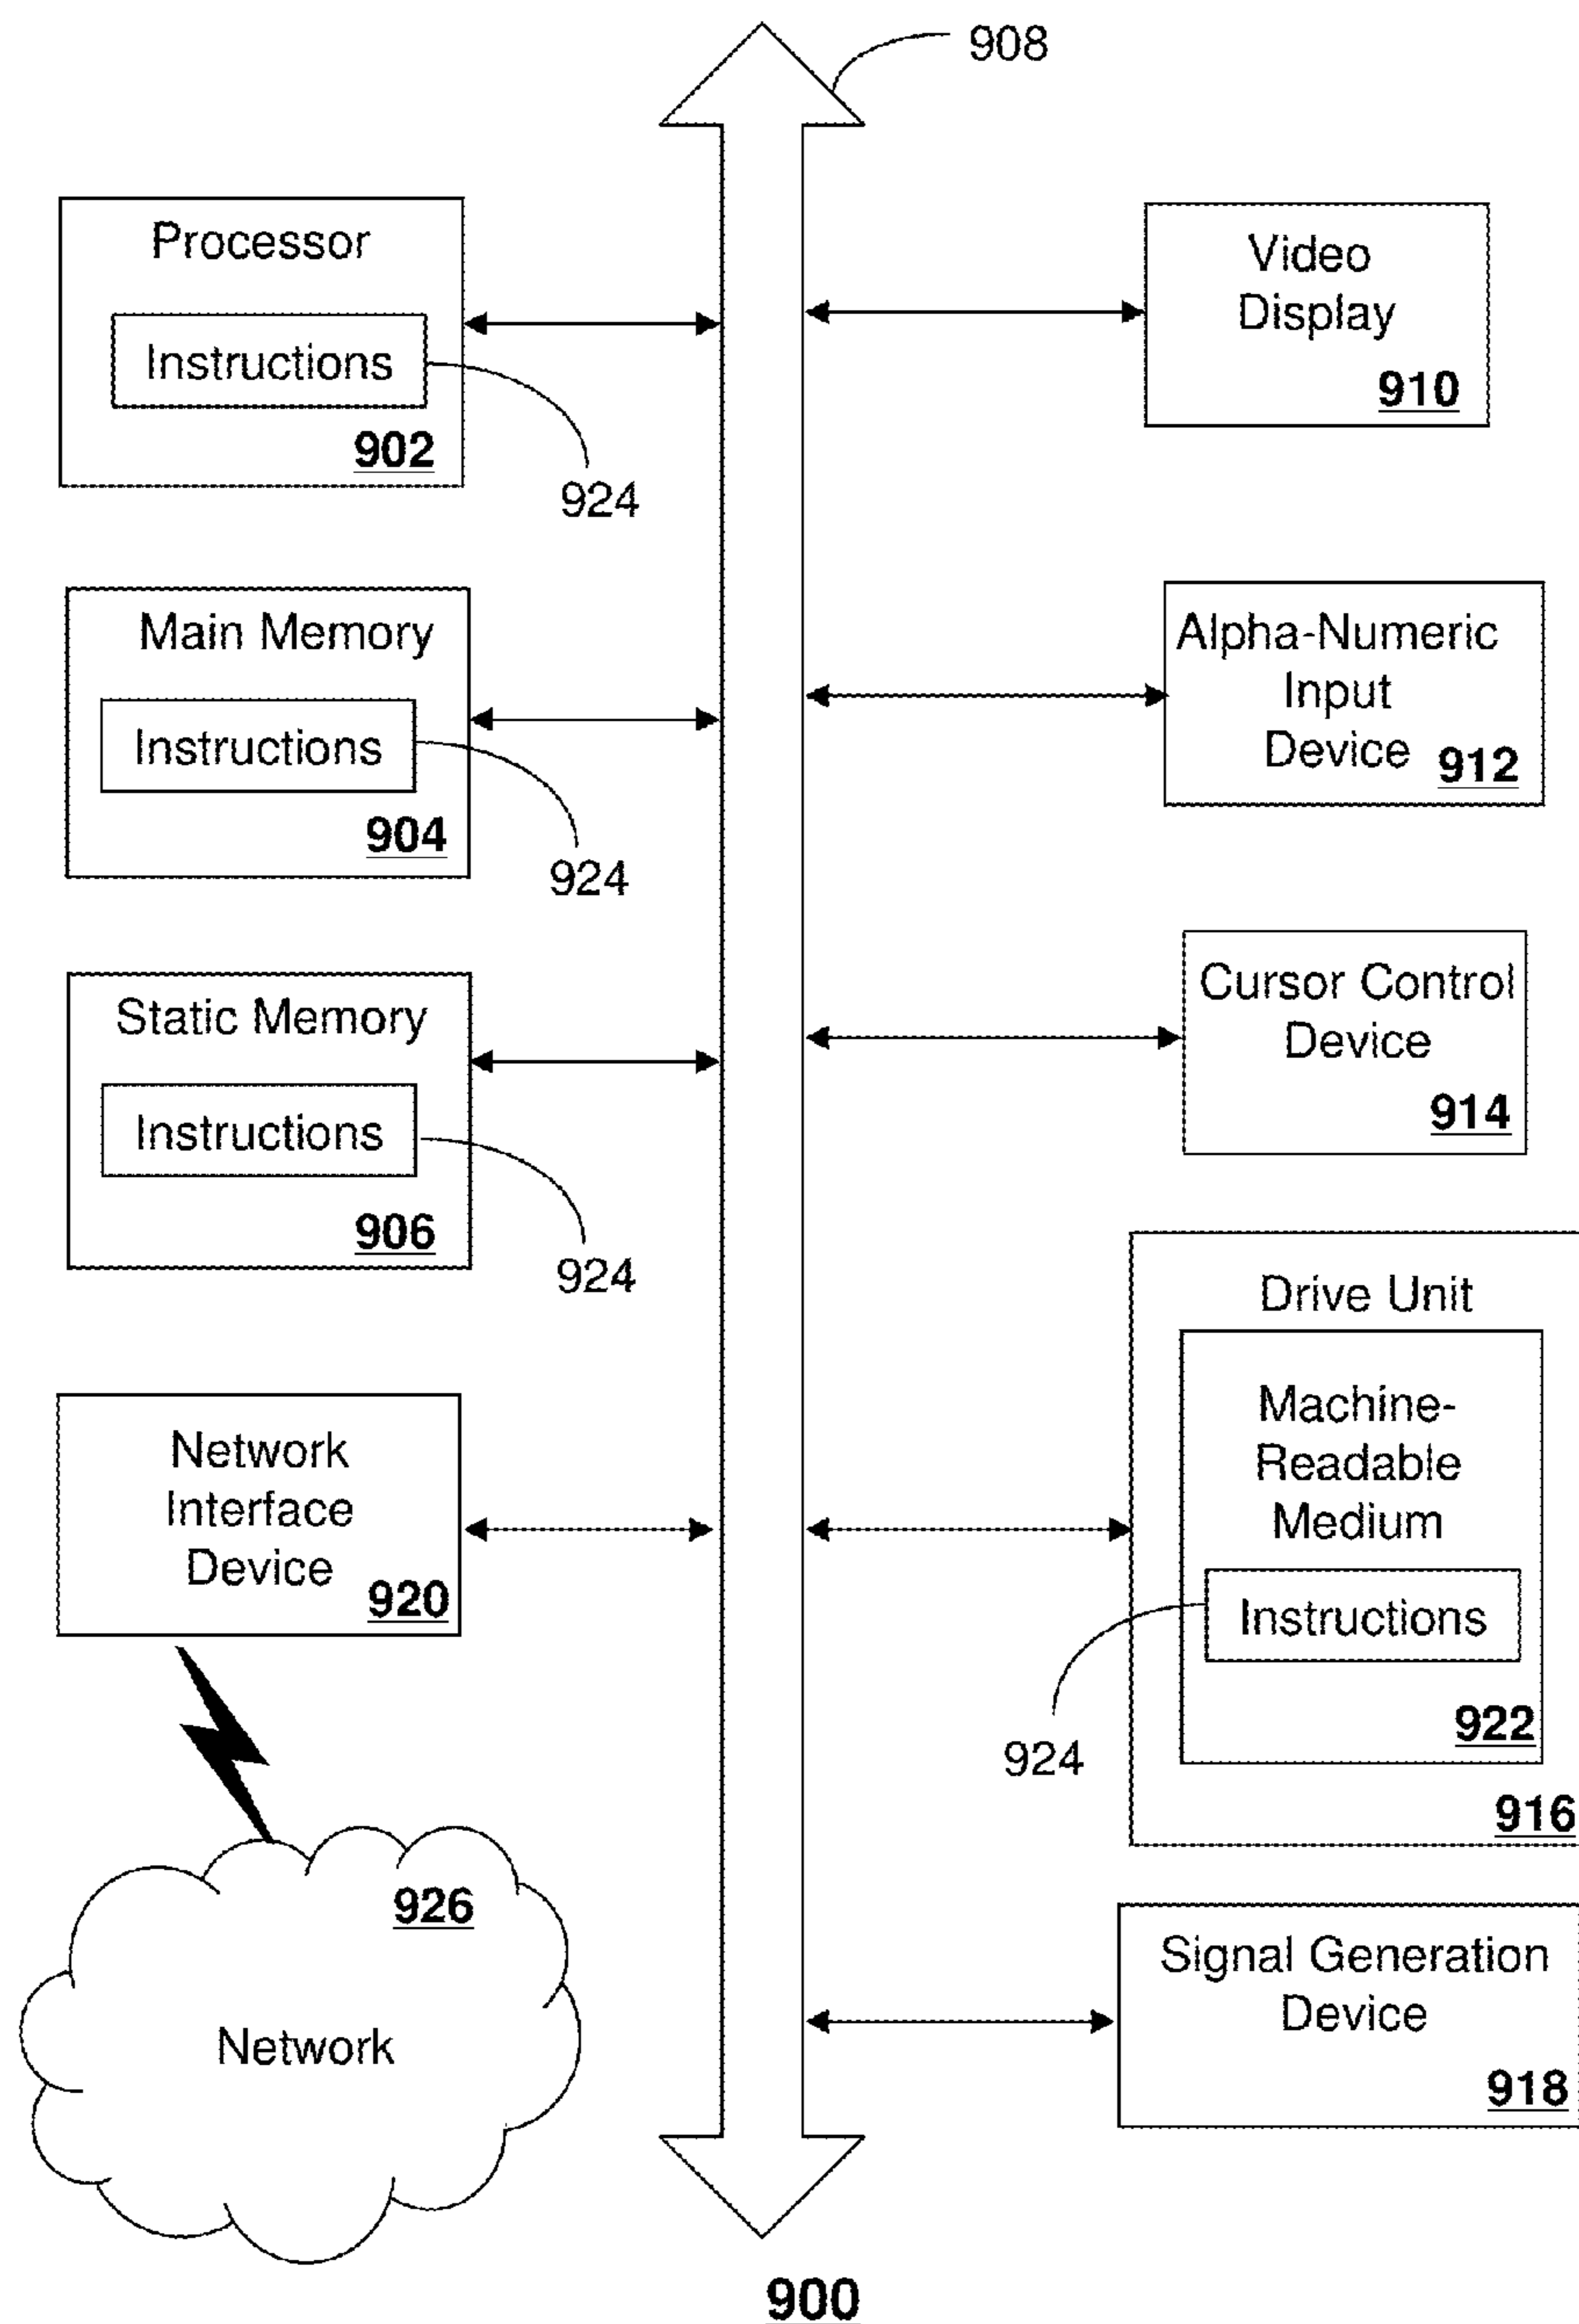 908
Processor
Instructions
902
924
Main Memory
Instructions
904
924
Static Memory
Instructions
906
924
Network
Interface
Device
920
926
Network
Video
Display
910
Alpha-Numeric
Input
Device
912
Cursor Control
Device
914
Drive Unit
Machine-
Readable
Medium
Instructions
924
922
916
Signal Generation
Device
918
900